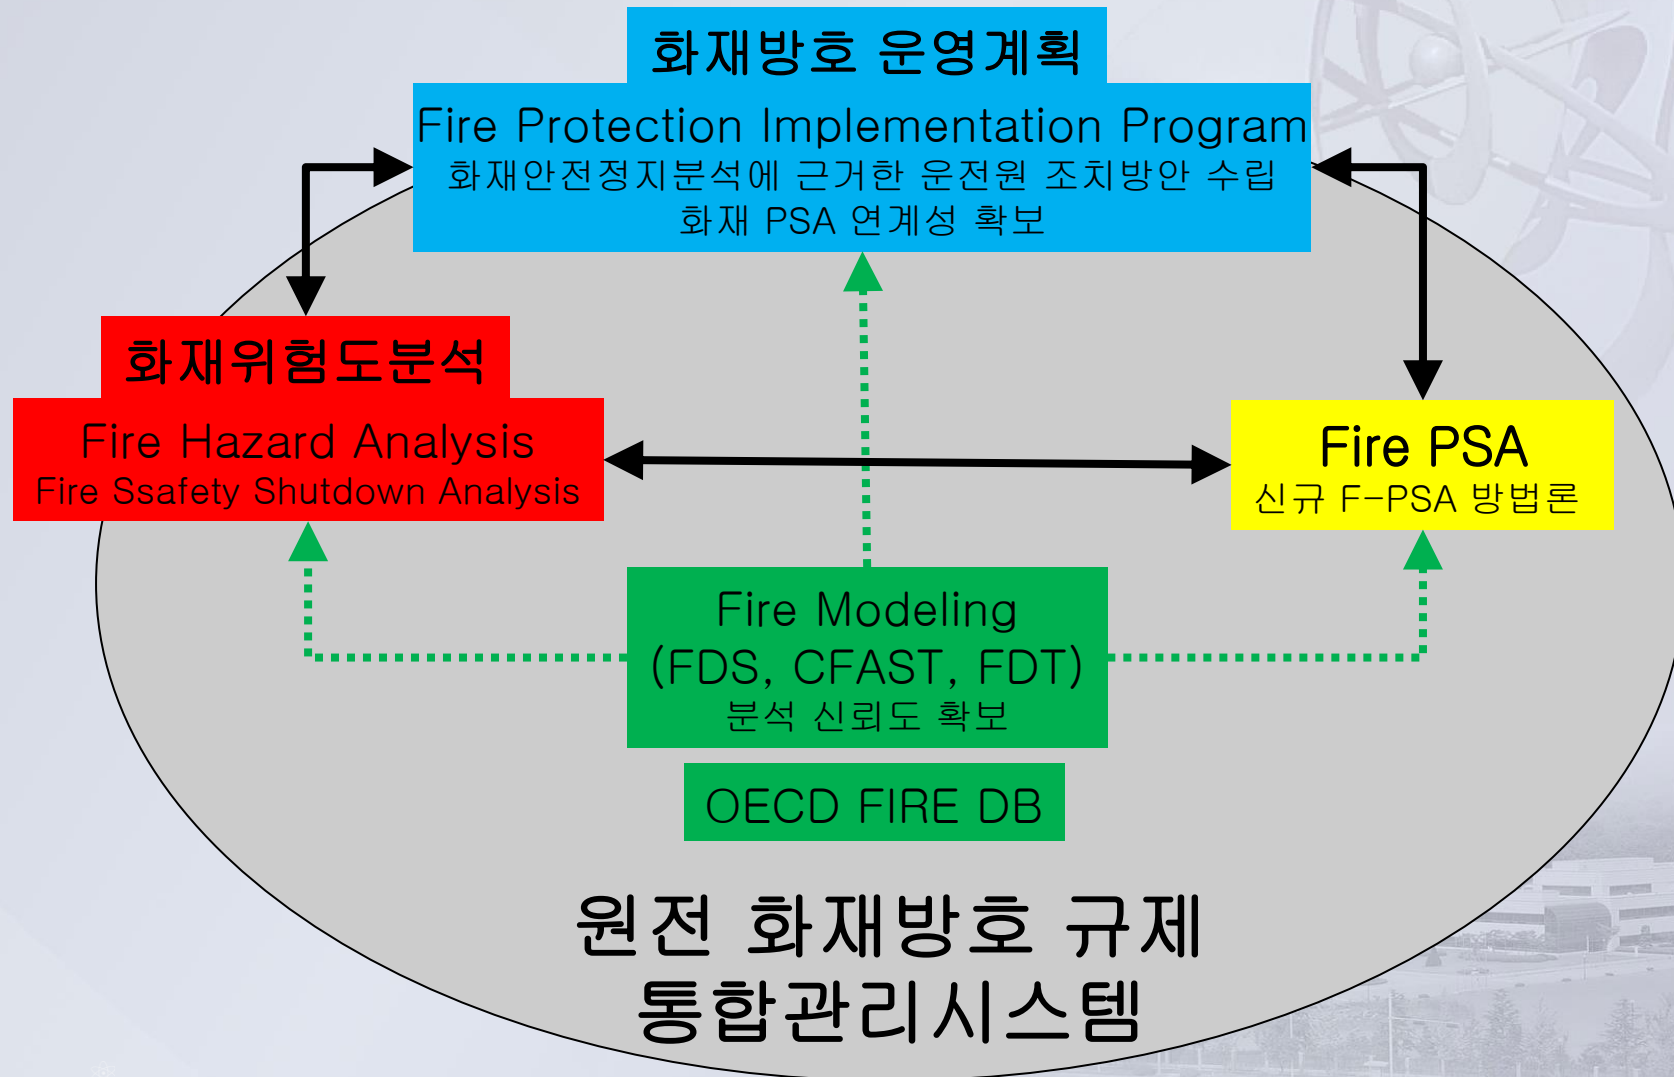 화재방호 운영계획
Fire Protection Implementation Program
화재안전정지분석에 근거한 운전원 조치방안 수립
화재 PSA 연계성 확보
화재위험도분석
Fire Hazard Analysis
Fire Ssafety Shutdown Analysis
Fire PSA
신규 F-PSA 방법론
Fire Modeling
(FDS, CFAST, FDT)
분석 신뢰도 확보
OECD FIRE DB
원전 화재방호 규제
통합관리시스템